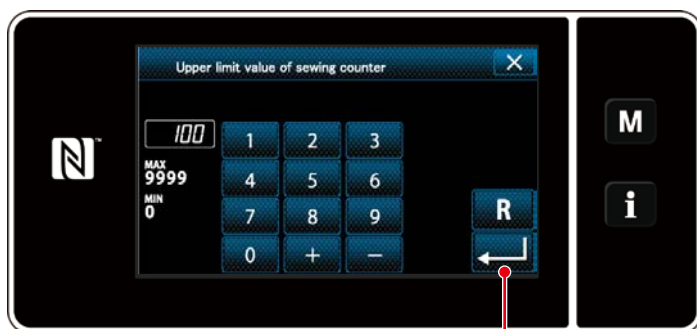 Upper limit value of sewing counter
100
1 2 3
MAX
9999
4 5 6
MIN
0
7 8 9
R
0 + −
M
i
N